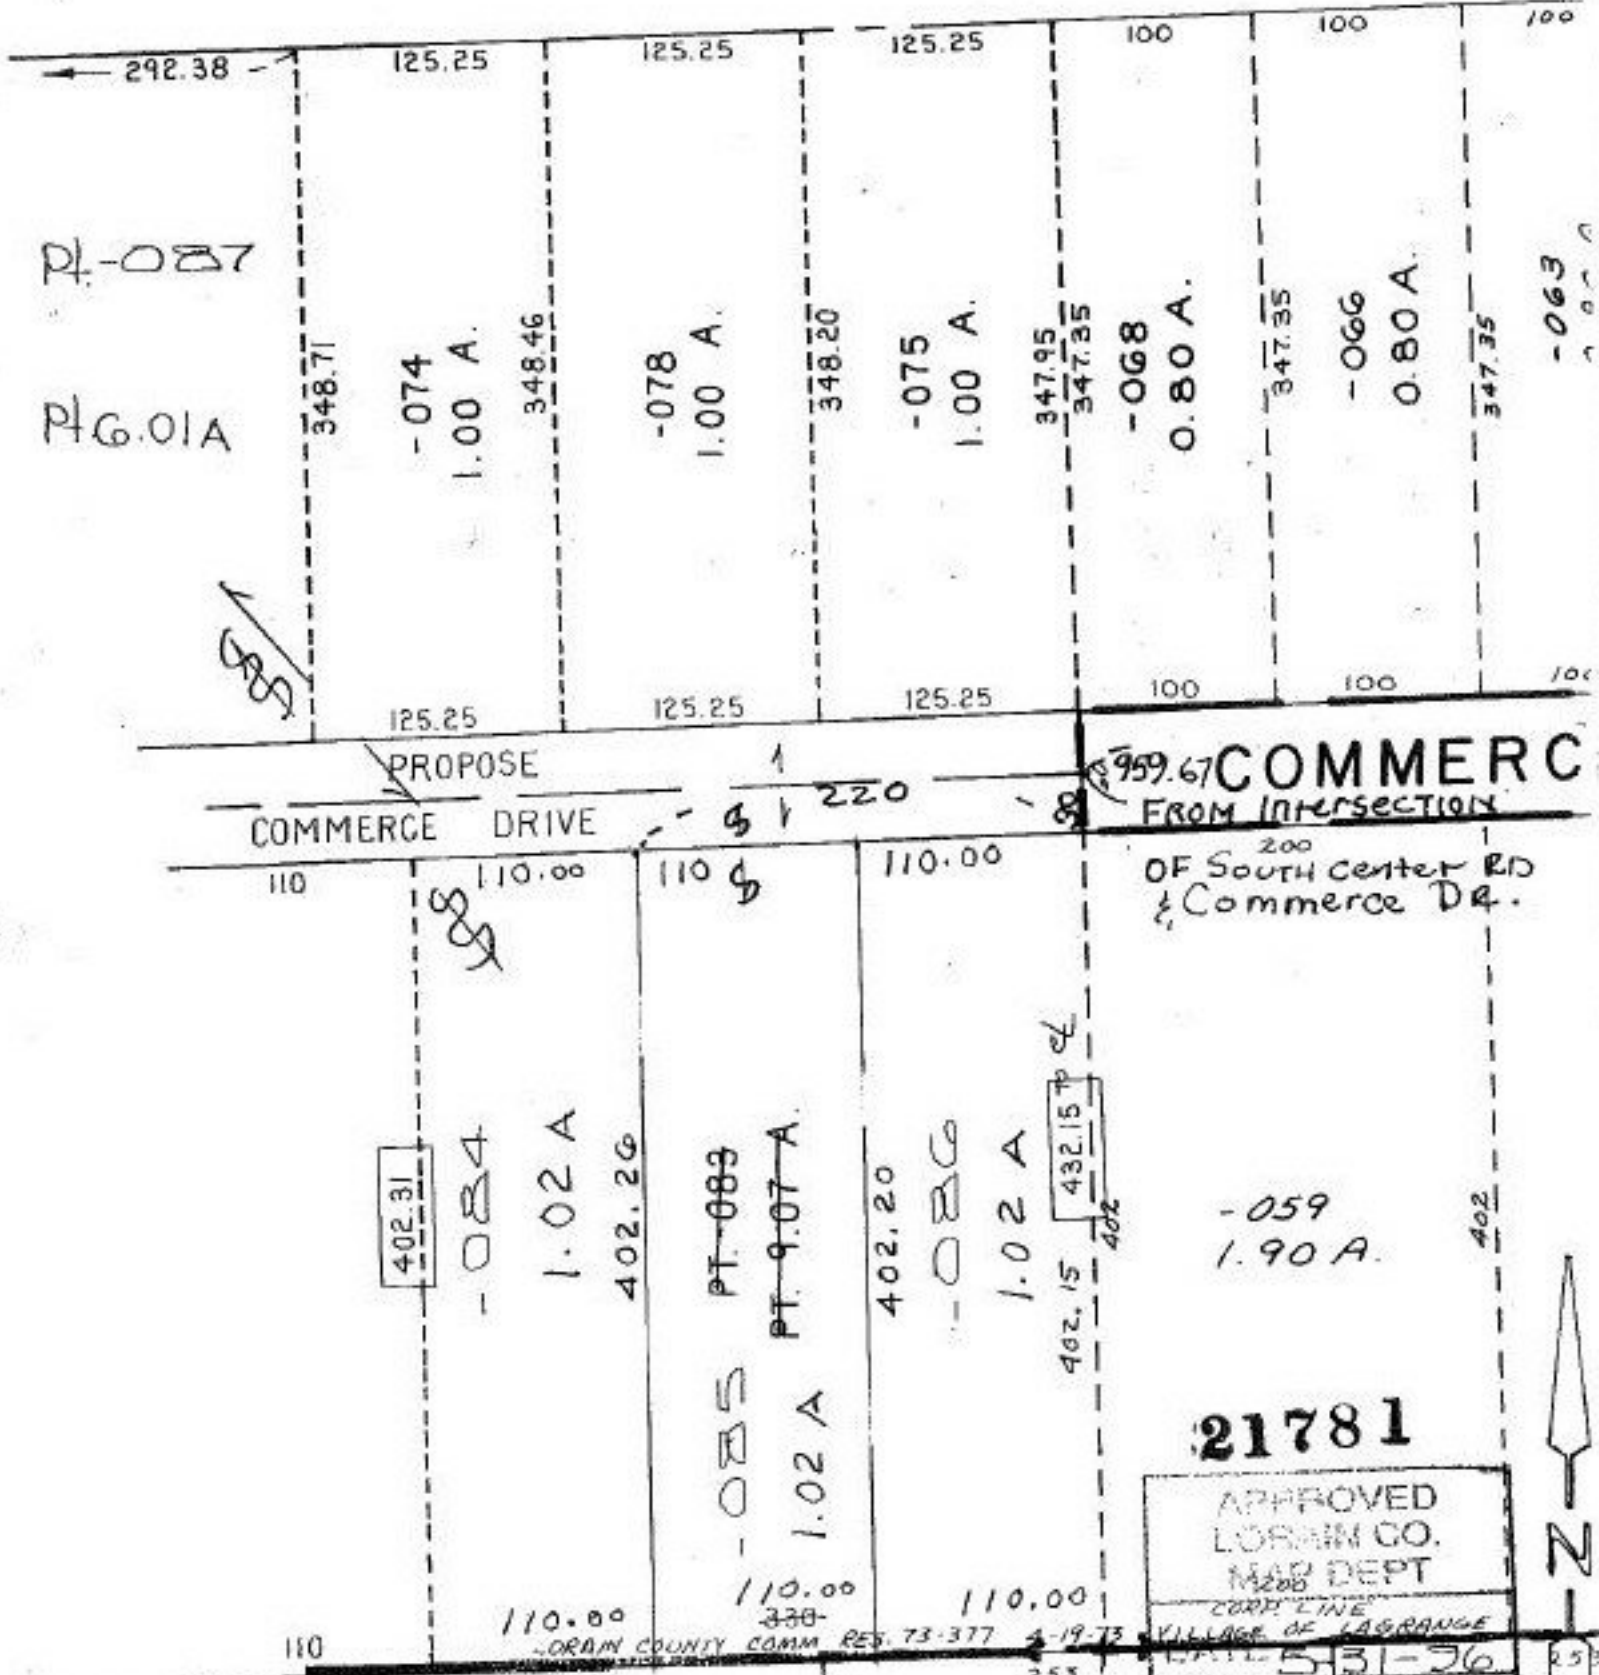 292.38
125.25
125.25
125.25
100
100
100
Pt.-087
Pt 6.01A
348.71
-074
1.00 A.
348.46
-078
1.00 A.
348.20
-075
1.00 A.
347.95
347.35
-068
0.80 A.
347.35
-066
0.80 A.
347.35
-063
125.25
125.25
125.25
100
100
PROPOSE
COMMERCE DRIVE
220
959.67
COMMERC
FROM Intersection
200
OF South center RD
& Commerce DR.
110
110.00
110
110.00
402.31
-084
1.02 A
402.26
PT.-083
PT. 9.07 A.
-085
1.02 A
402.20
-086
1.02 A
432.15 TO
402.15
402
-059
1.90 A.
402
21781
APPROVED
LORAIN CO.
MAP DEPT
CORP. LINE
VILLAGE OF LAGRANGE
N
110
110.00
110.00
330
110.00
LORAIN COUNTY COMM RES. 73-377 4-19-73